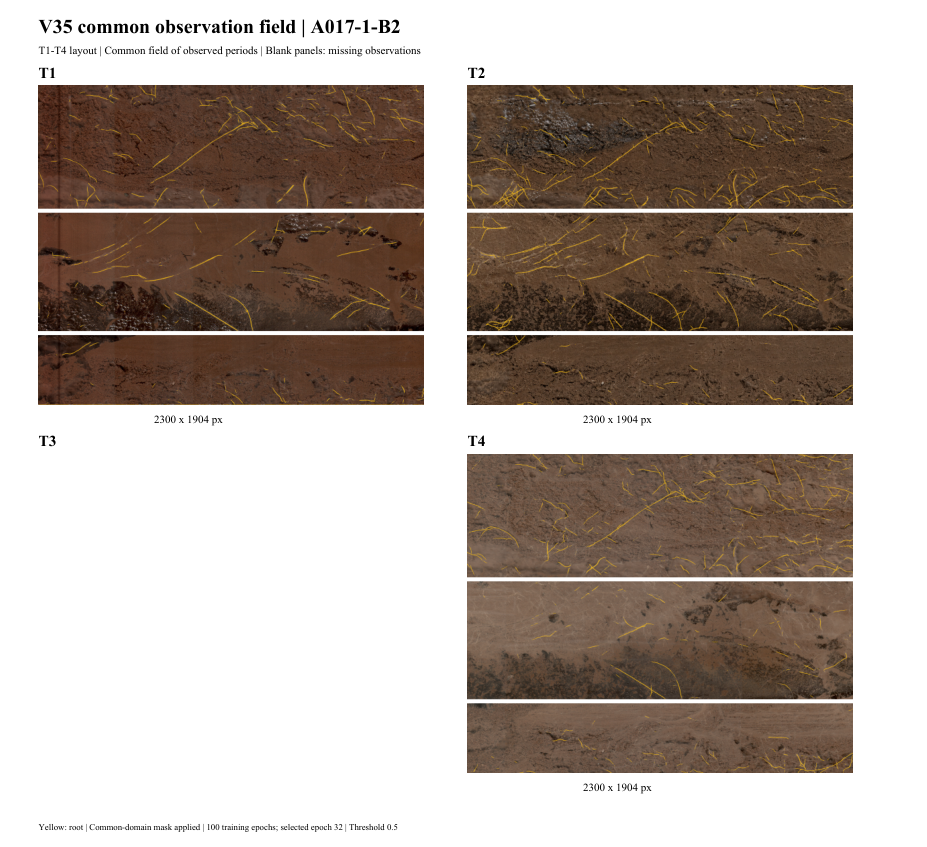 V35 common observation field | A017-1-B2
T1-T4 layout | Common field of observed periods | Blank panels: missing observations
T1
T2
2300 x 1904 px
2300 x 1904 px
T3
T4
2300 x 1904 px
Yellow: root | Common-domain mask applied | 100 training epochs; selected epoch 32 | Threshold 0.5